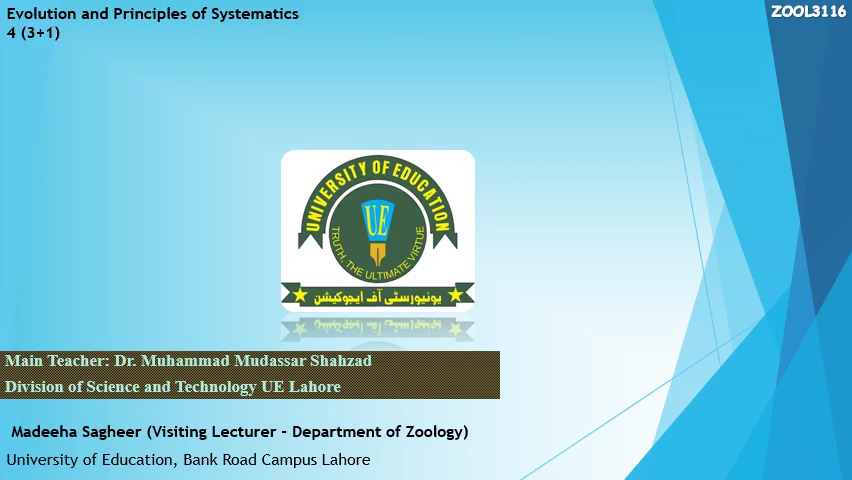 Evolution and Principles of Systematics
4 (3+1)
ZOOL3116
UNIVERSITY OF EDUCATION
UE
TRUTH, THE ULTIMATE VIRTUE
یونیورسٹی آف ایجوکیشن
Main Teacher: Dr. Muhammad Mudassar Shahzad
Division of Science and Technology UE Lahore
Madeeha Sagheer (Visiting Lecturer – Department of Zoology)
University of Education, Bank Road Campus Lahore